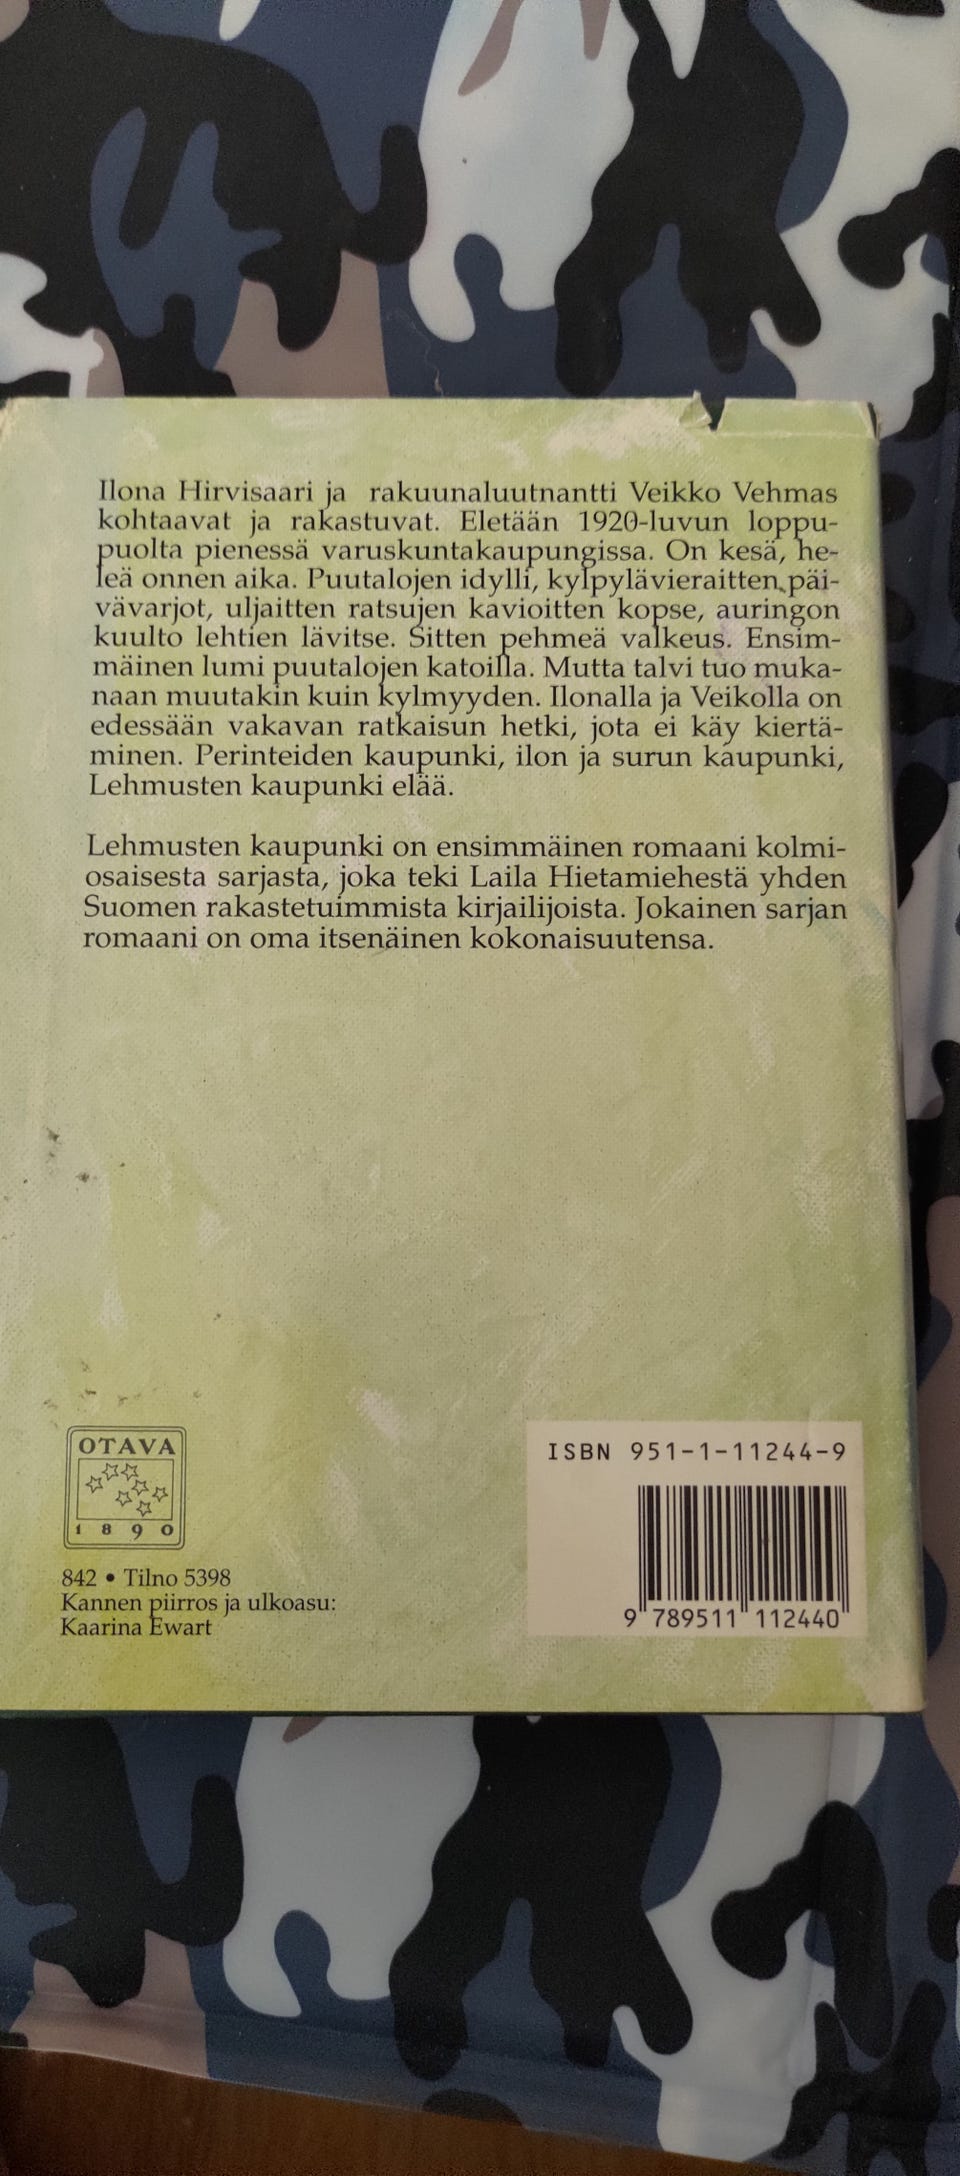 Ilona Hirvisaari ja rakuunaluutnantti Veikko Vehmas
kohtaavat ja rakastuvat. Eletään 1920-luvun loppu-
puolta pienessä varuskuntakaupungissa. On kesä, he-
leä onnen aika. Puutalojen idylli, kylpylävieraitten päi-
vävarjot, uljaitten ratsujen kavioitten kopse, auringon
kuulto lehtien lävitse. Sitten pehmeä valkeus. Ensim-
mäinen lumi puutalojen katoilla. Mutta talvi tuo muka-
naan muutakin kuin kylmyyden. Ilonalla ja Veikolla on
edessään vakavan ratkaisun hetki, jota ei käy kiertä-
minen. Perinteiden kaupunki, ilon ja surun kaupunki,
Lehmusten kaupunki elää.
Lehmusten kaupunki on ensimmäinen romaani kolmi-
osaisesta sarjasta, joka teki Laila Hietamiehestä yhden
Suomen rakastetuimmista kirjailijoista. Jokainen sarjan
romaani on oma itsenäinen kokonaisuutensa.
OTAVA
1890
842 • Tilno 5398
Kannen piirros ja ulkoasu:
Kaarina Ewart
ISBN 951-1-11244-9
9 789511 112440